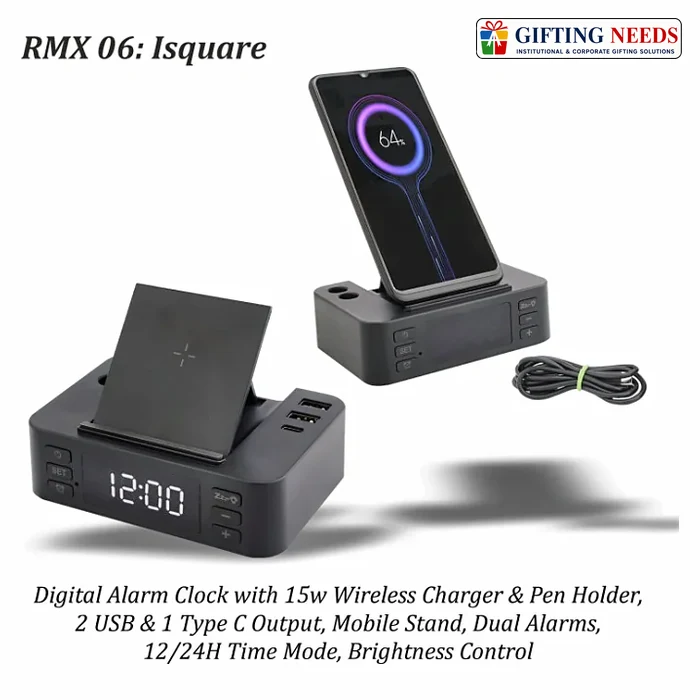 RMX 06: Isquare
GIFTING NEEDS
INSTITUTIONAL & CORPORATE GIFTING SOLUTIONS
64%
SET
SET
12:00
Digital Alarm Clock with 15w Wireless Charger & Pen Holder,
2 USB & 1 Type C Output, Mobile Stand, Dual Alarms,
12/24H Time Mode, Brightness Control